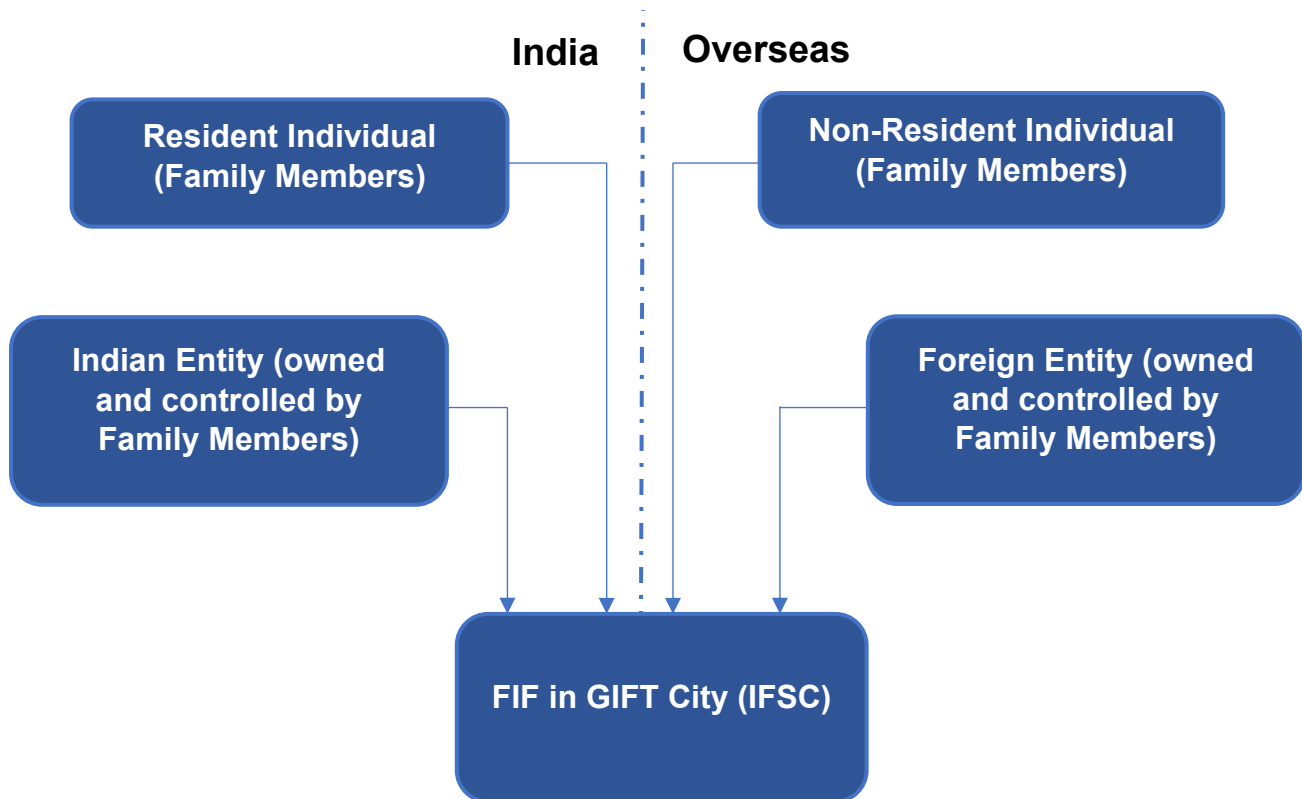 India
Overseas
Resident Individual
(Family Members)
Non-Resident Individual
(Family Members)
Indian Entity (owned
and controlled by
Family Members)
Foreign Entity (owned
and controlled by
Family Members)
FIF in GIFT City (IFSC)